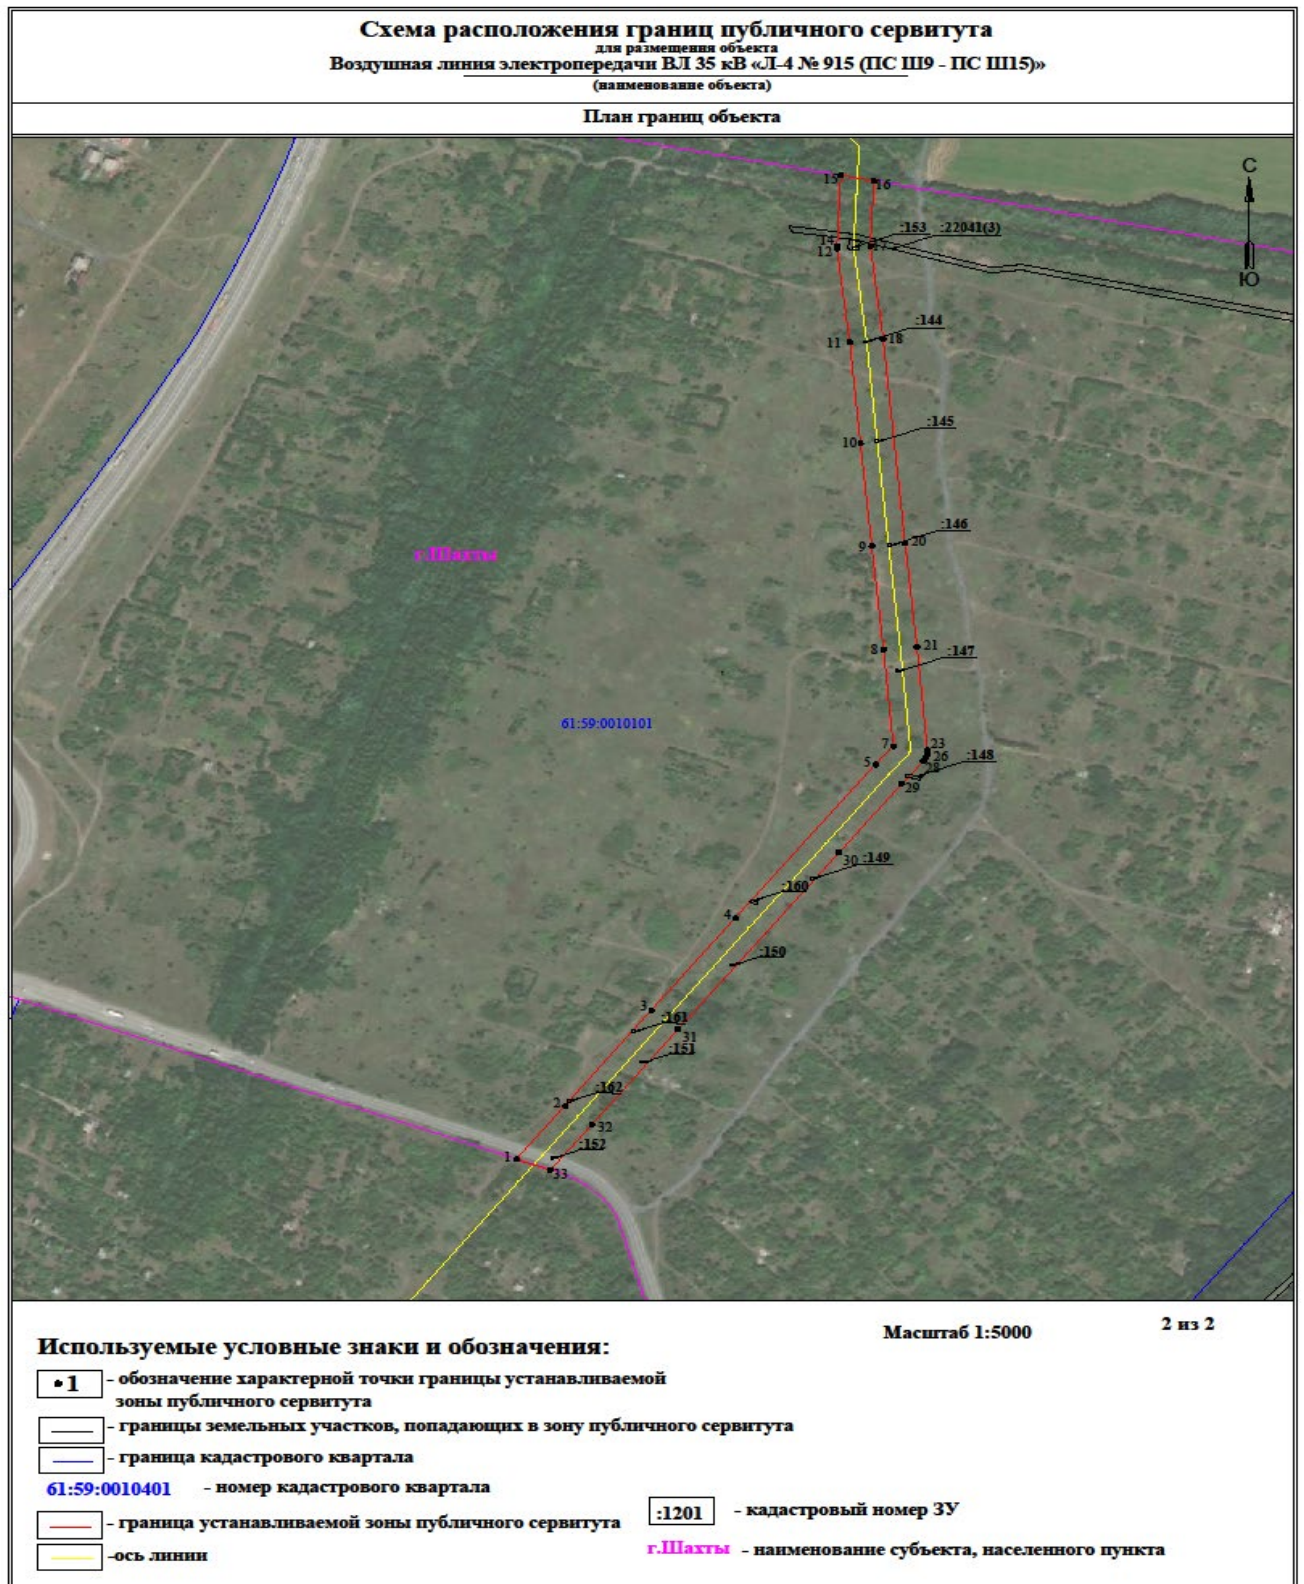 Схема расположения границ публичного сервитута
для размещения объекта
Воздушная линия электропередачи ВЛ 35 кВ «Л-4 № 915 (ПС Ш9 - ПС Ш15)»
(наименование объекта)
План границ объекта
С
Ю
15
16
14
12
17
:153
:22041(3)
:144
11
18
:145
10
:146
9
20
г.Шахты
8
21
:147
61:59:0010101
7
23
5
26
28
:148
29
30
:149
:160
4
:150
3
:161
31
:151
:162
2
32
:152
1
33
Масштаб 1:5000
2 из 2
Используемые условные знаки и обозначения:
•1 - обозначение характерной точки границы устанавливаемой
зоны публичного сервитута
- границы земельных участков, попадающих в зону публичного сервитута
- граница кадастрового квартала
61:59:0010401 - номер кадастрового квартала
- граница устанавливаемой зоны публичного сервитута
:1201 - кадастровый номер ЗУ
-ось линии
г.Шахты - наименование субъекта, населенного пункта